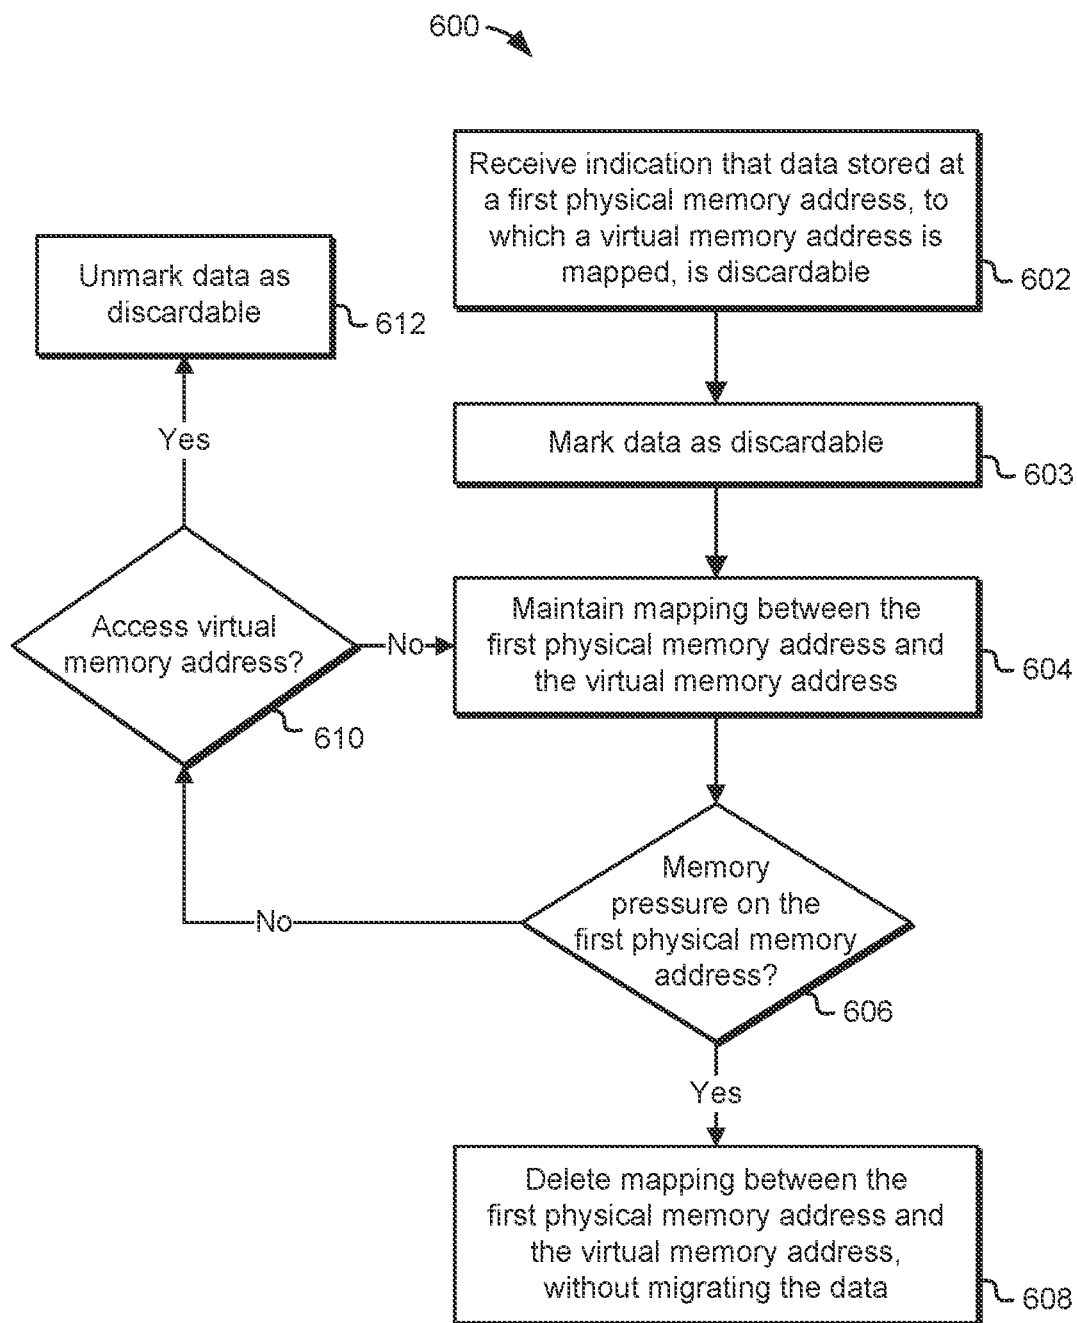 600
Receive indication that data stored at
a first physical memory address, to
which a virtual memory address is
mapped, is discardable
602
Unmark data as
discardable
612
Yes
Mark data as discardable
603
Access virtual
memory address?
610
No
Maintain mapping between the
first physical memory address and
the virtual memory address
604
Memory
pressure on the
first physical memory
address?
606
No
Yes
Delete mapping between the
first physical memory address and
the virtual memory address,
without migrating the data
608